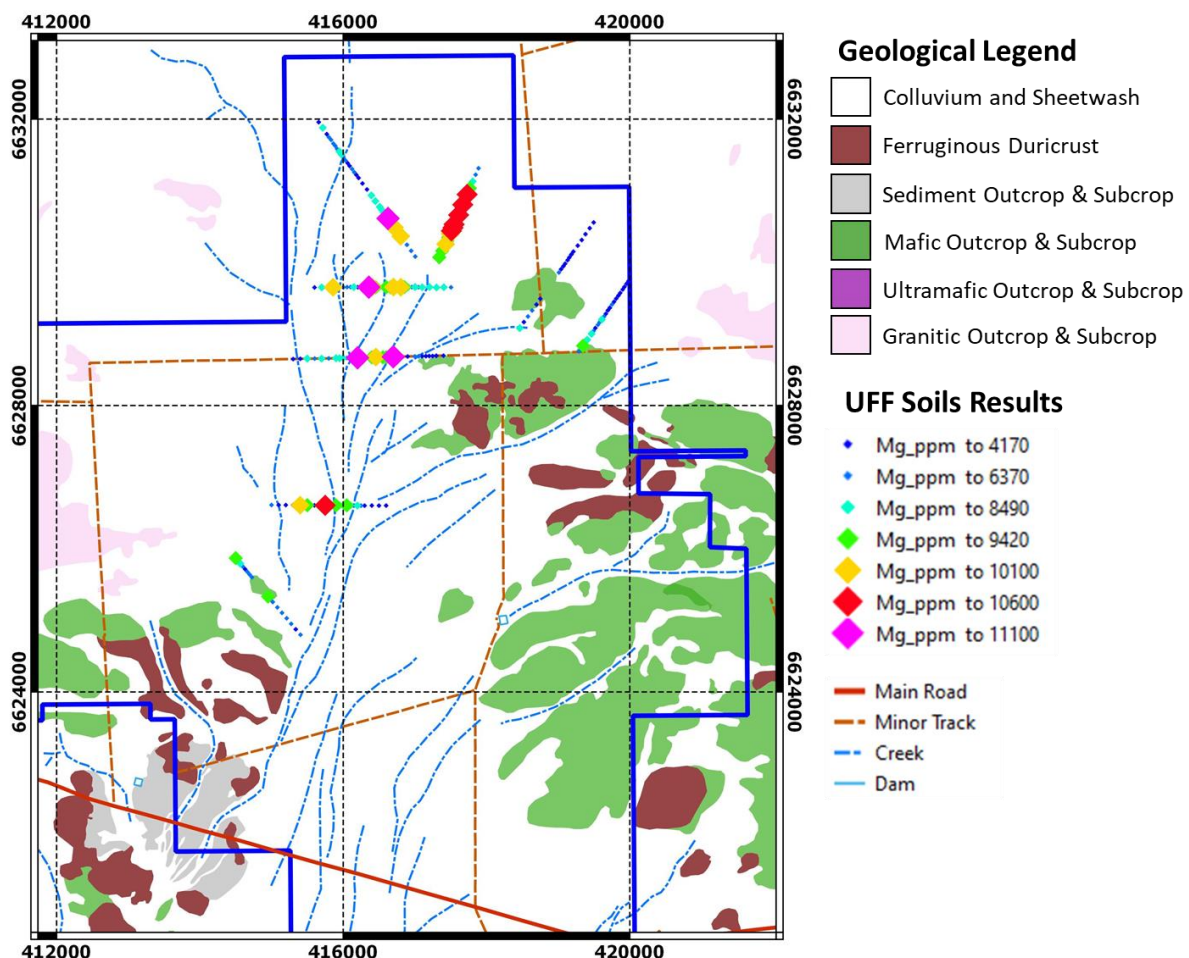 412000 416000 420000
6632000
6632000
6628000
6628000
6624000
6624000
412000 416000 420000
Geological Legend
Colluvium and Sheetwash
Ferruginous Duricrust
Sediment Outcrop & Subcrop
Mafic Outcrop & Subcrop
Ultramafic Outcrop & Subcrop
Granitic Outcrop & Subcrop
UFF Soils Results
Mg_ppm to 4170
Mg_ppm to 6370
Mg_ppm to 8490
Mg_ppm to 9420
Mg_ppm to 10100
Mg_ppm to 10600
Mg_ppm to 11100
Main Road
Minor Track
Creek
Dam